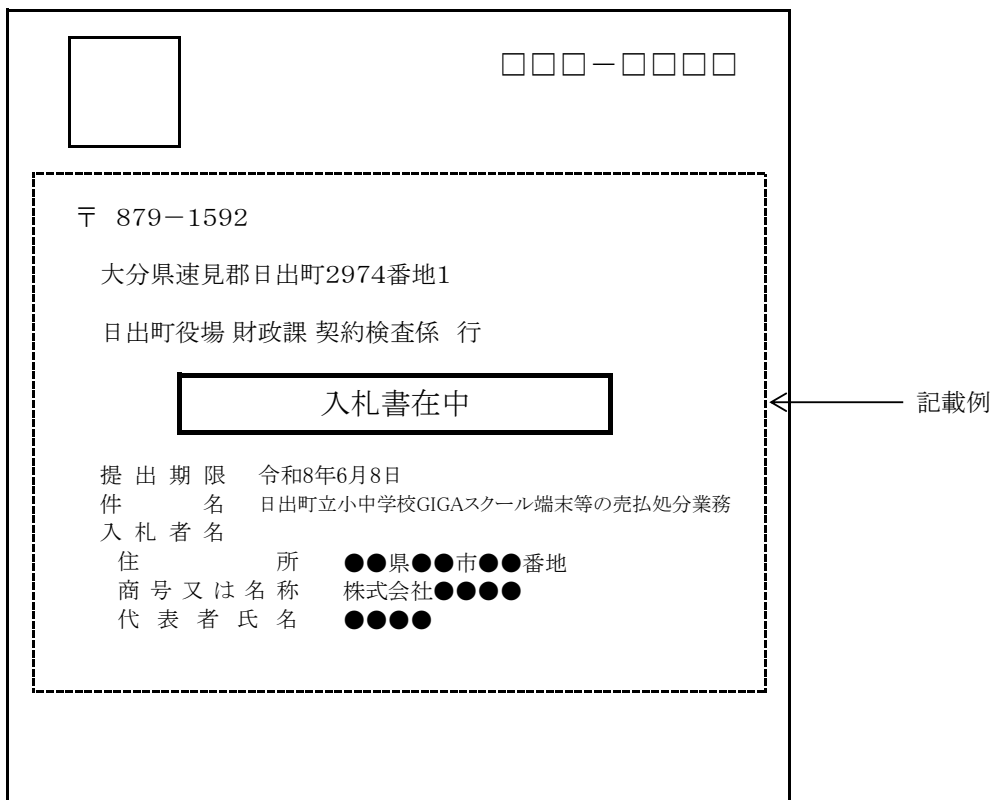 □□□－□□□□
〒 879－1592
大分県速見郡日出町2974番地1
日出町役場 財政課 契約検査係 行
入札書在中
記載例
提出期限 令和8年6月8日
件名 日出町立小中学校GIGAスクール端末等の売払処分業務
入札者名
住所 ●●県●●市●●番地
商号又は名称 株式会社●●●●
代表者氏名 ●●●●